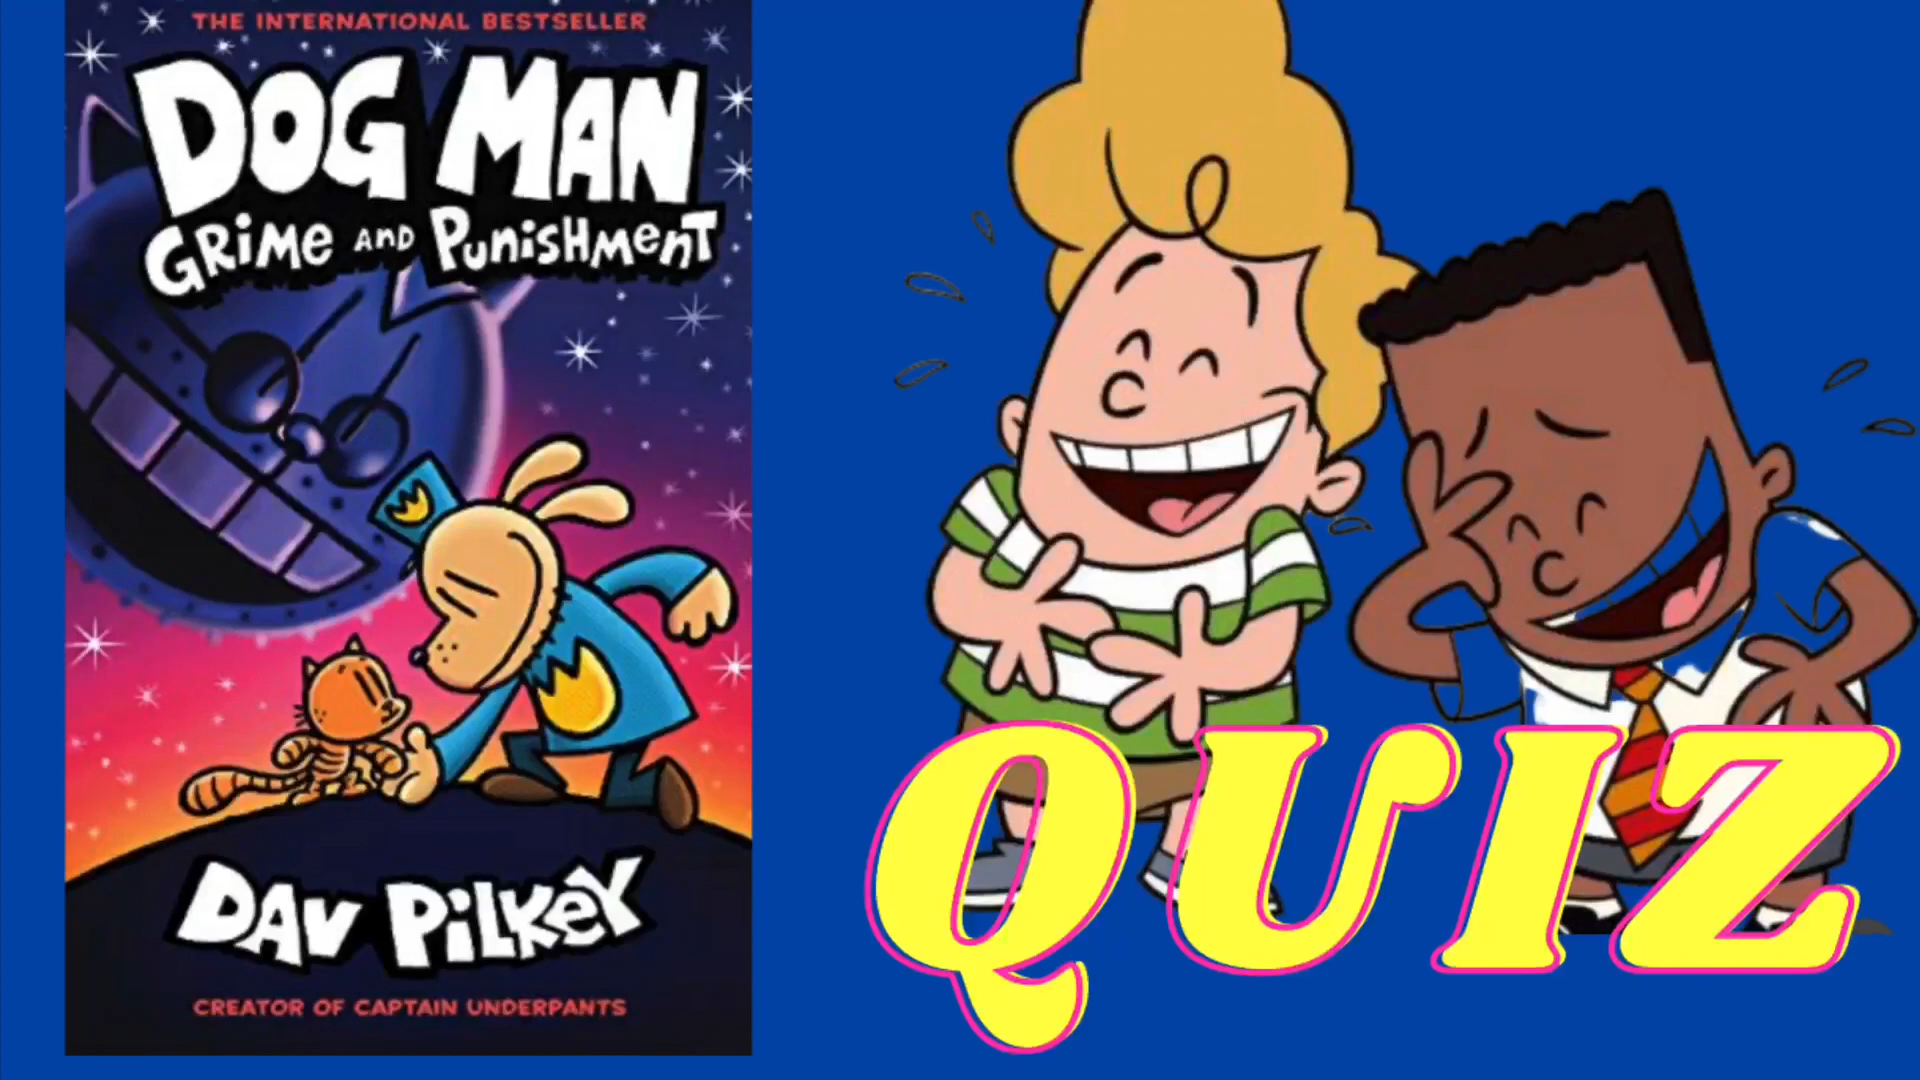 THE INTERNATIONAL BESTSELLER
DOG MAN
GRiME AND PUNiSHMENT
DAV PiLKEY
CREATOR OF CAPTAIN UNDERPANTS
QUIZ